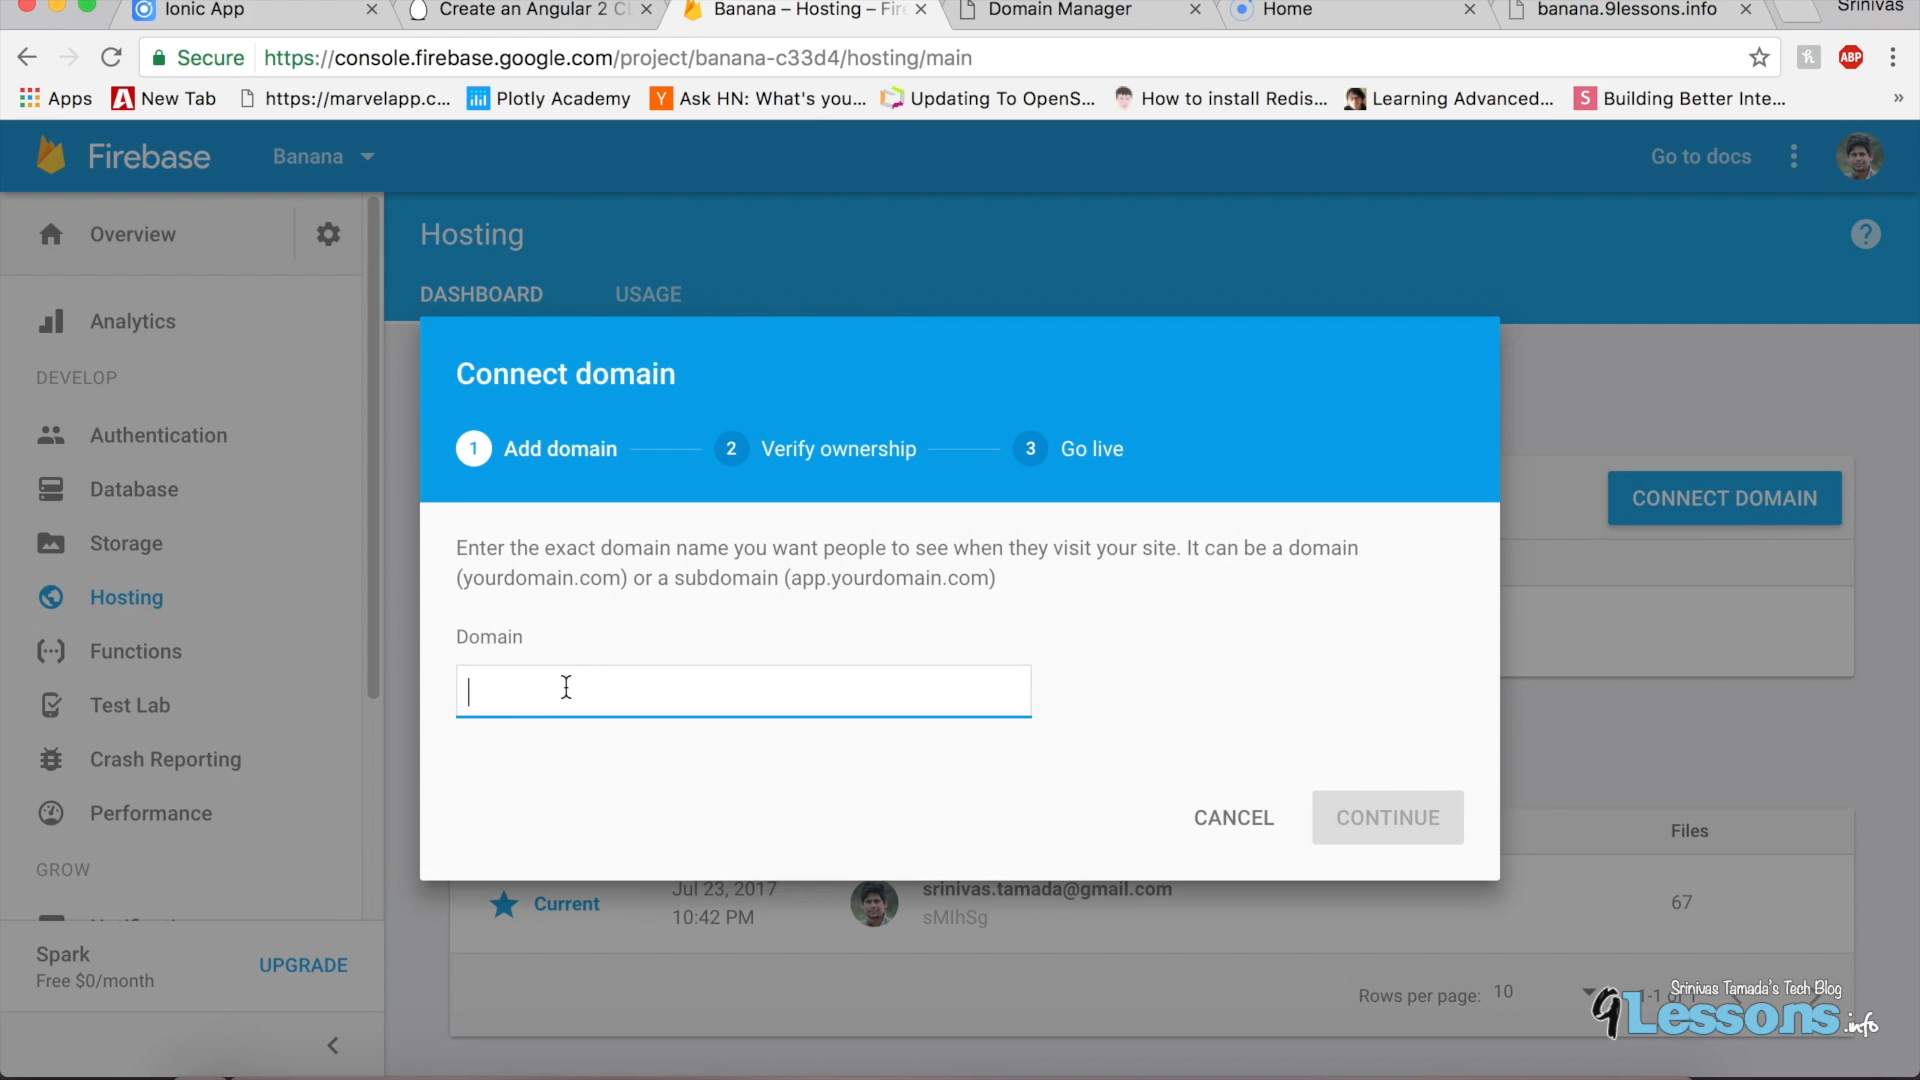 Ionic App
Create an Angular 2 C
Banana – Hosting – Fir
Domain Manager
Home
banana.9lessons.info
Srinivas
Secure
https://console.firebase.google.com/project/banana-c33d4/hosting/main
ABP
Apps
New Tab
https://marvelapp.c...
Plotly Academy
Ask HN: What's you...
Updating To OpenS...
How to install Redis...
Learning Advanced...
Building Better Inte...
»
Firebase
Banana
Go to docs
Overview
Hosting
?
DASHBOARD
USAGE
Analytics
DEVELOP
Authentication
Database
Storage
Hosting
Functions
Test Lab
Crash Reporting
Performance
GROW
Spark
Free $0/month
UPGRADE
Connect domain
1 Add domain
2 Verify ownership
3 Go live
CONNECT DOMAIN
Enter the exact domain name you want people to see when they visit your site. It can be a domain
(yourdomain.com) or a subdomain (app.yourdomain.com)
Domain
CANCEL
CONTINUE
Files
Current
Jul 23, 2017
10:42 PM
srinivas.tamada@gmail.com
sMIhSg
67
Rows per page: 10
Srinivas Tamada's Tech Blog
9Lessons.info